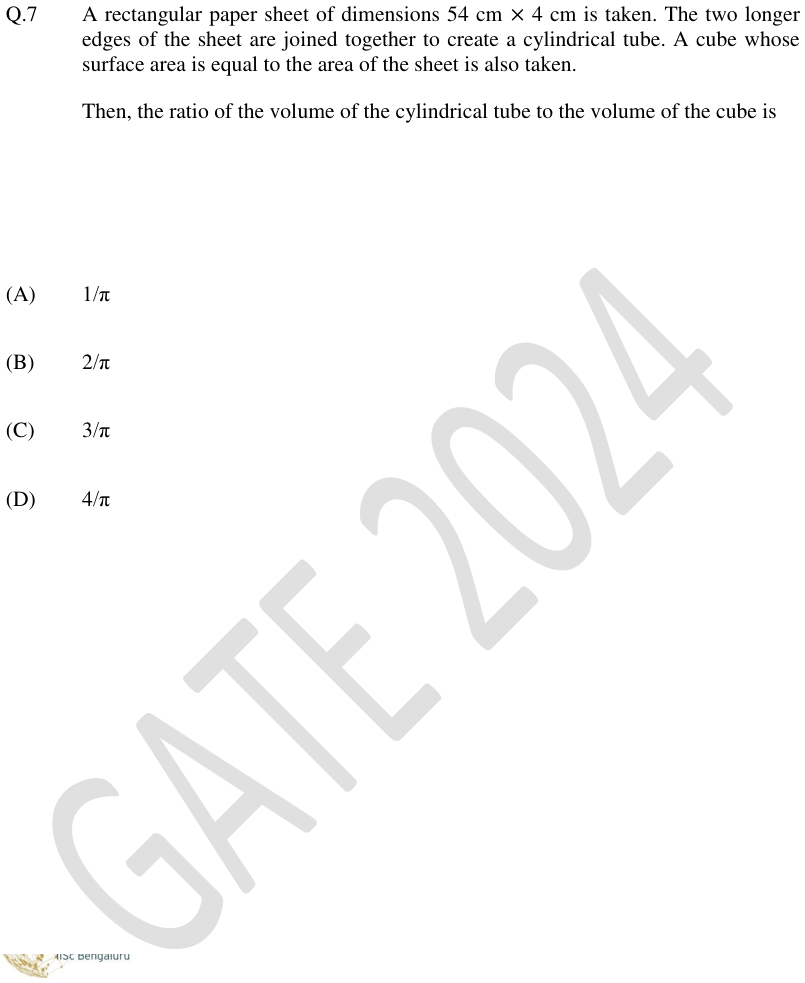 Q.7 A rectangular paper sheet of dimensions 54 cm × 4 cm is taken. The two longer
edges of the sheet are joined together to create a cylindrical tube. A cube whose
surface area is equal to the area of the sheet is also taken.
Then, the ratio of the volume of the cylindrical tube to the volume of the cube is
(A) 1/π
(B) 2/π
(C) 3/π
(D) 4/π
GATE 2024
IISc Bengaluru